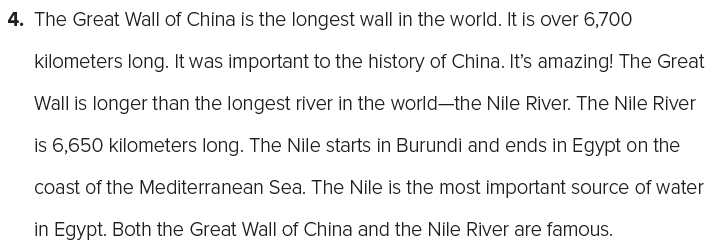 4. The Great Wall of China is the longest wall in the world. It is over 6,700
kilometers long. It was important to the history of China. It's amazing! The Great
Wall is longer than the longest river in the world—the Nile River. The Nile River
is 6,650 kilometers long. The Nile starts in Burundi and ends in Egypt on the
coast of the Mediterranean Sea. The Nile is the most important source of water
in Egypt. Both the Great Wall of China and the Nile River are famous.